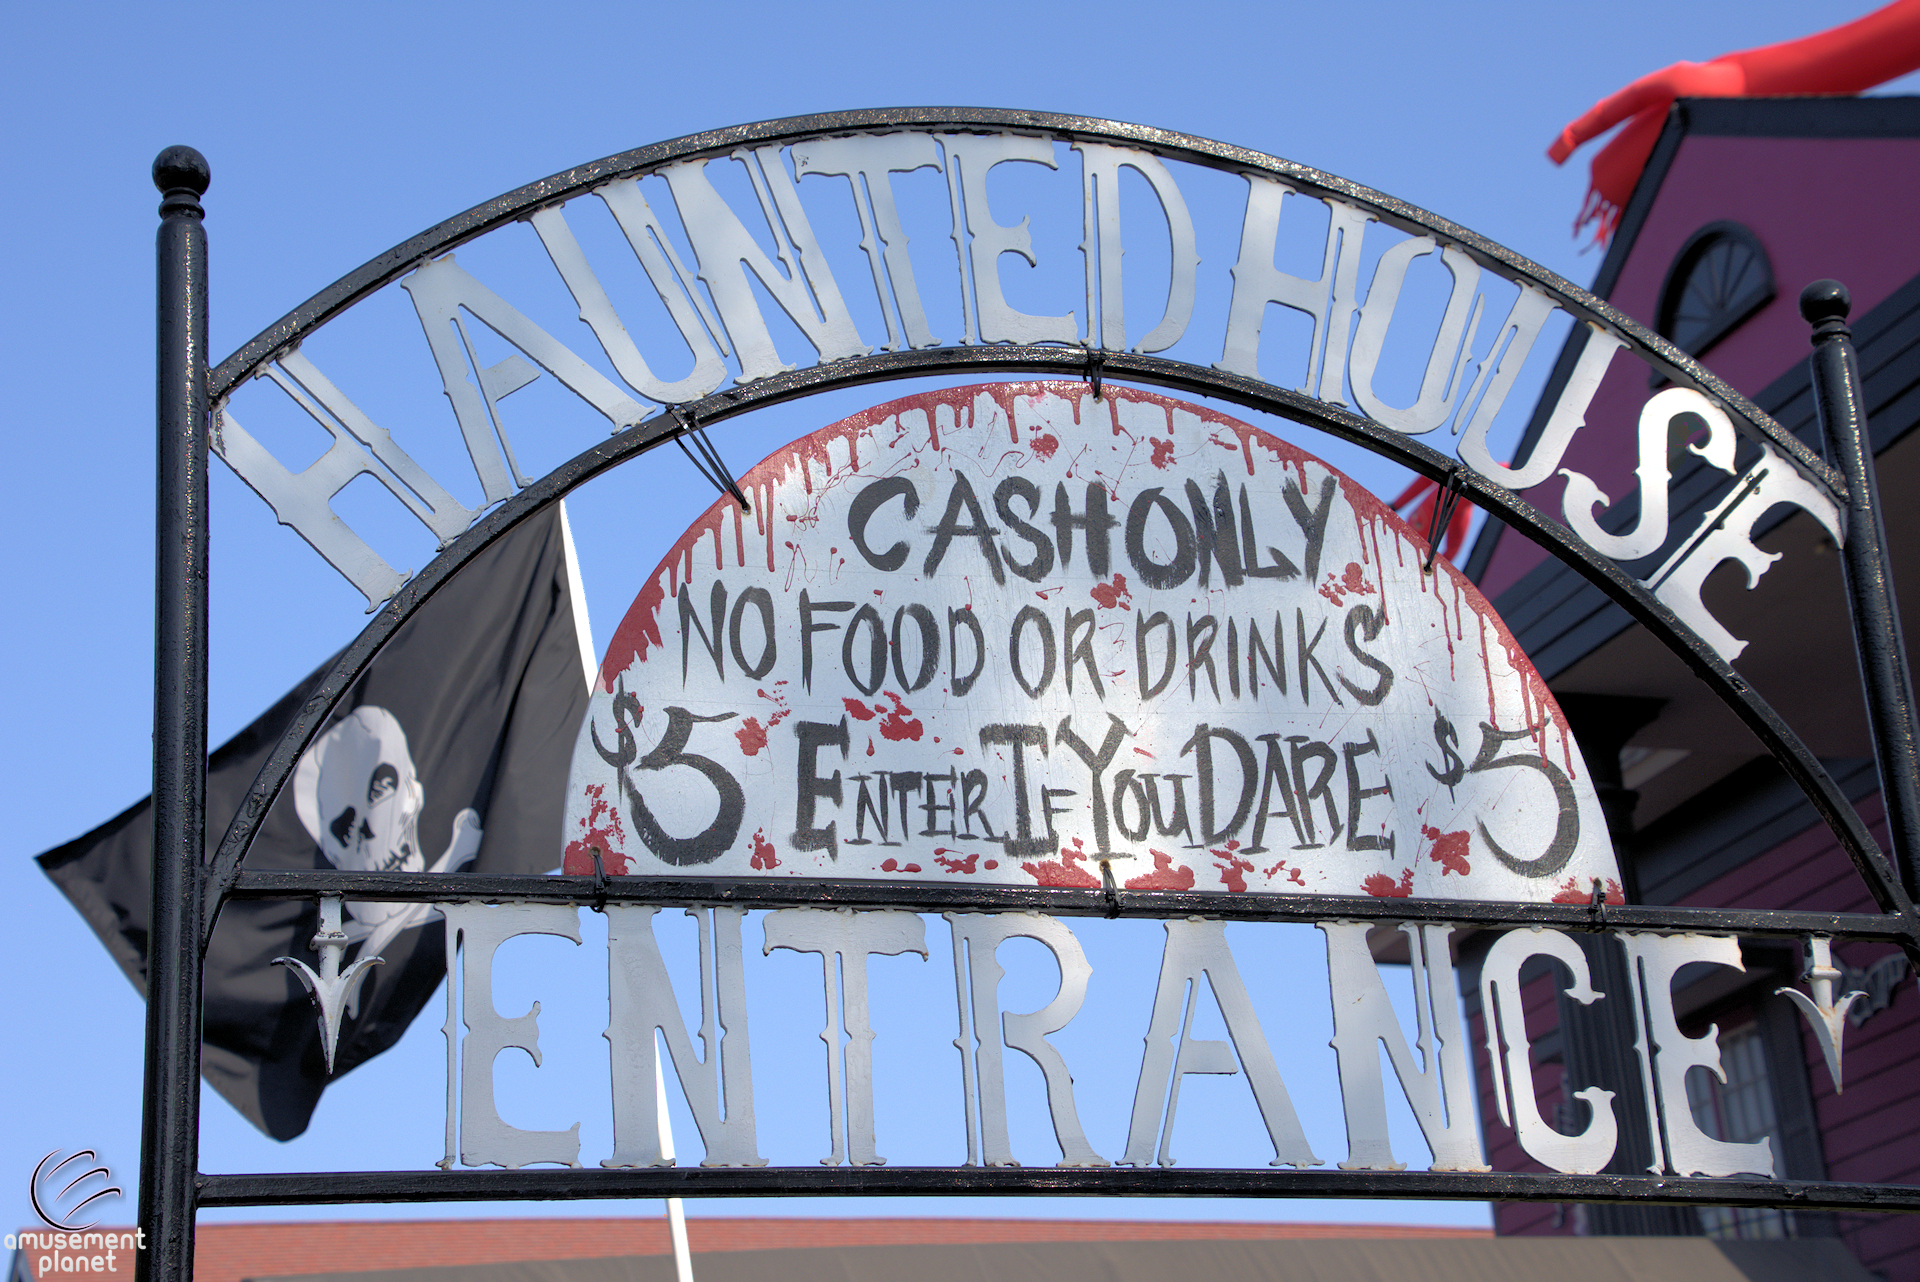 HAUNTED HOUSE
CASH ONLY
NO FOOD OR DRINKS
$5 ENTER IF YOU DARE $5
ENTRANCE
amusement
planet